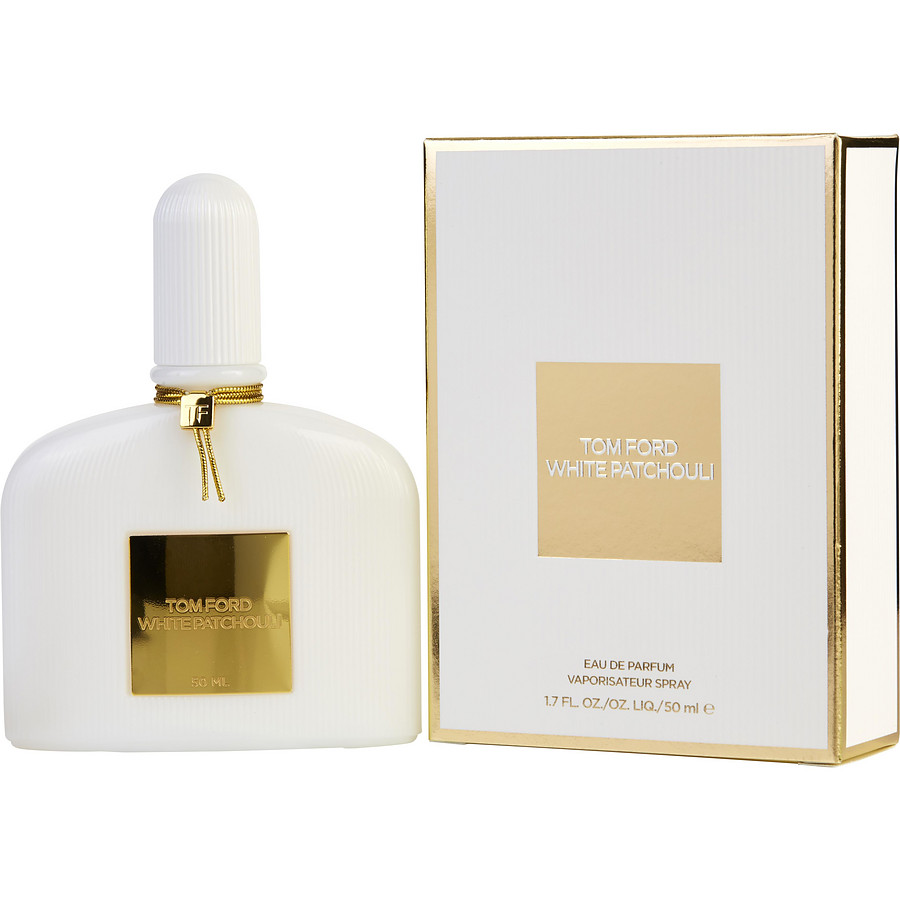 TF
TOM FORD
WHITE PATCHOULI
50 ML
TOM FORD
WHITE PATCHOULI
EAU DE PARFUM
VAPORISATEUR SPRAY
1.7 FL. OZ./OZ. LIQ./50 ml ℮